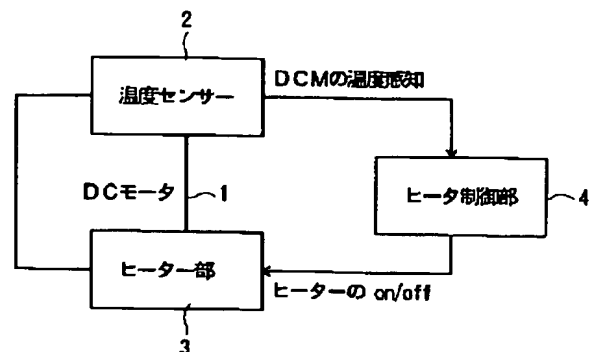 2
温度センサー
DCMの温度感知
DCモータ
1
ヒータ制御部
4
ヒーター部
ヒーターの on/off
3